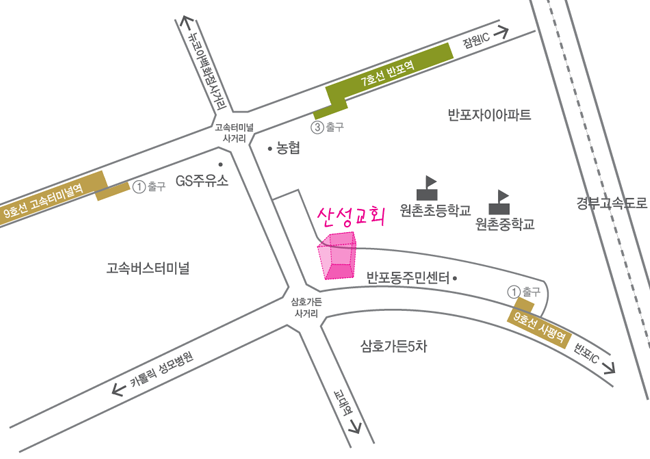 뉴코아백화점사거리
잠원IC
7호선 반포역
③ 출구
반포자이아파트
고속터미널
사거리
농협
GS주유소
① 출구
9호선 고속터미널역
원촌초등학교
원촌중학교
경부고속도로
산성교회
고속버스터미널
반포동주민센터
① 출구
9호선 사평역
반포IC
삼호가든
사거리
삼호가든5차
카톨릭 성모병원
교대역